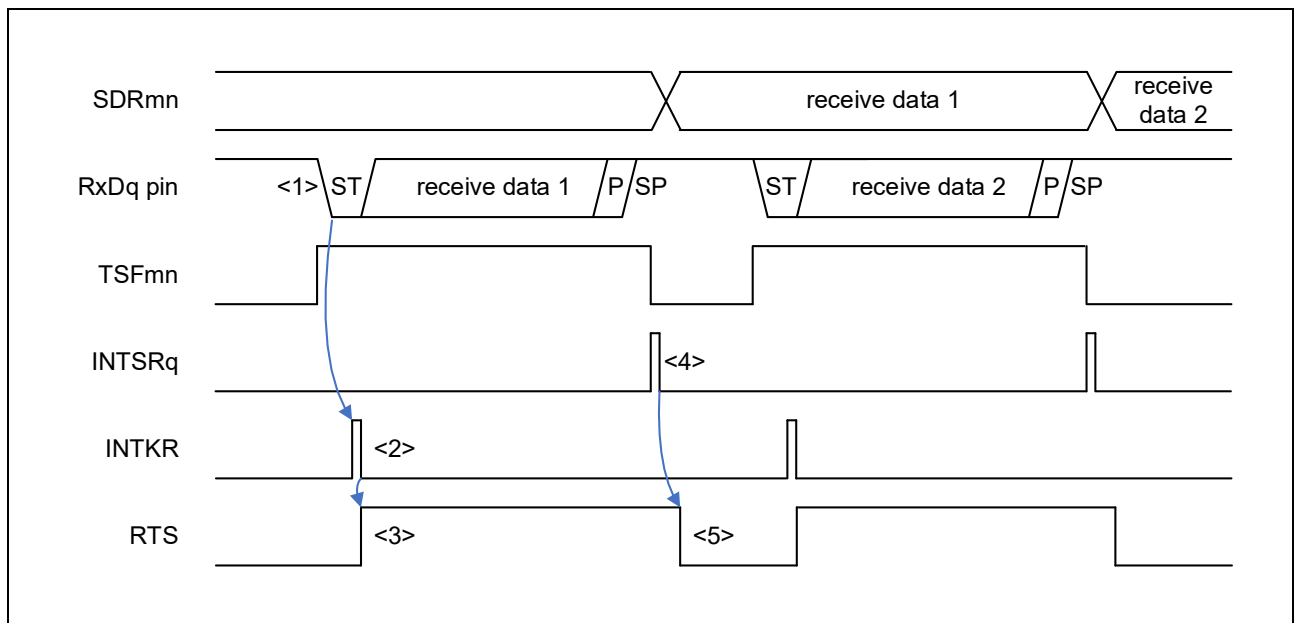 SDRmn
receive data 1
receive
data 2
RxDq pin
<1> ST receive data 1 P SP ST receive data 2 P SP
TSFmn
INTSRq
<4>
INTKR
<2>
RTS
<3>
<5>